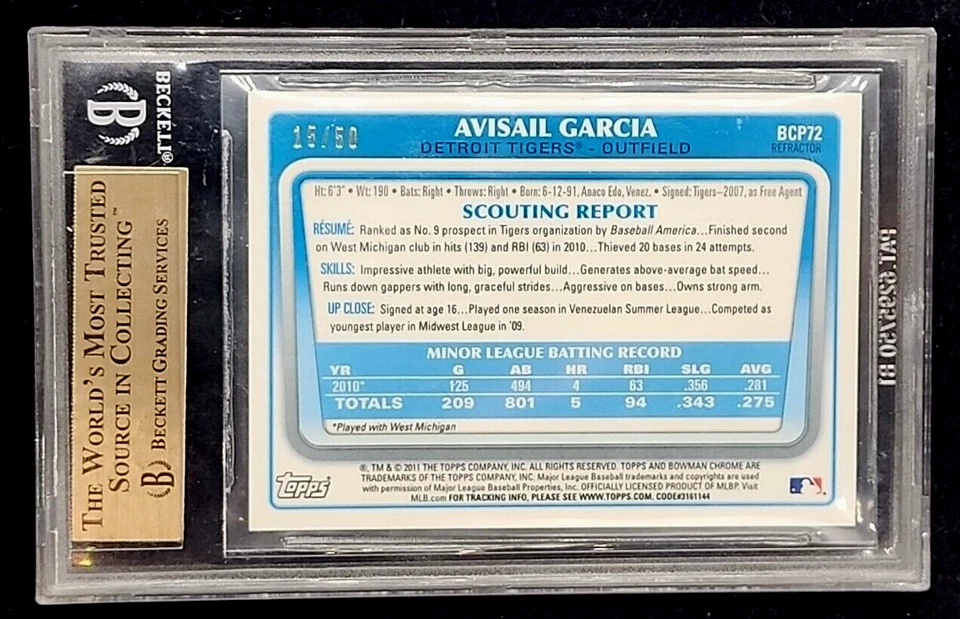 BECKETT®
THE WORLD'S MOST TRUSTED
SOURCE IN COLLECTING™
BECKETT GRADING SERVICES
15/50
AVISAIL GARCIA
DETROIT TIGERS® - OUTFIELD
BCP72
REFRACTOR
Ht: 6'3" • Wt: 190 • Bats: Right • Throws: Right • Born: 6-12-91, Anaco Edo, Venez. • Signed: Tigers–2007, as Free Agent
SCOUTING REPORT
RÉSUMÉ: Ranked as No. 9 prospect in Tigers organization by Baseball America...Finished second
on West Michigan club in hits (139) and RBI (63) in 2010...Thieved 20 bases in 24 attempts.
SKILLS: Impressive athlete with big, powerful build...Generates above-average bat speed...
Runs down gappers with long, graceful strides...Aggressive on bases...Owns strong arm.
UP CLOSE: Signed at age 16...Played one season in Venezuelan Summer League...Competed as
youngest player in Midwest League in '09.
MINOR LEAGUE BATTING RECORD
YR G AB HR RBI SLG AVG
2010* 125 494 4 63 .356 .281
TOTALS 209 801 5 94 .343 .275
*Played with West Michigan
®, TM & © 2011 THE TOPPS COMPANY, INC. ALL RIGHTS RESERVED. TOPPS AND BOWMAN CHROME ARE
TRADEMARKS OF THE TOPPS COMPANY, INC. Major League Baseball trademarks and copyrights are used
with permission of Major League Baseball Properties, Inc. OFFICIALLY LICENSED PRODUCT OF MLBP. Visit
MLB.com FOR TRACKING INFO, PLEASE SEE WWW.TOPPS.COM. CODE#3161144
topps